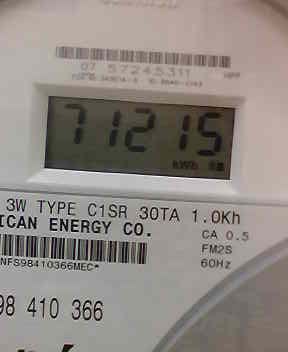 07 57245311
71215
kWh
3W TYPE C1SR 30TA 1.0Kh
ICAN ENERGY CO.
CA 0.5
FM2S
60Hz
NFS98410366MEC*
98 410 366